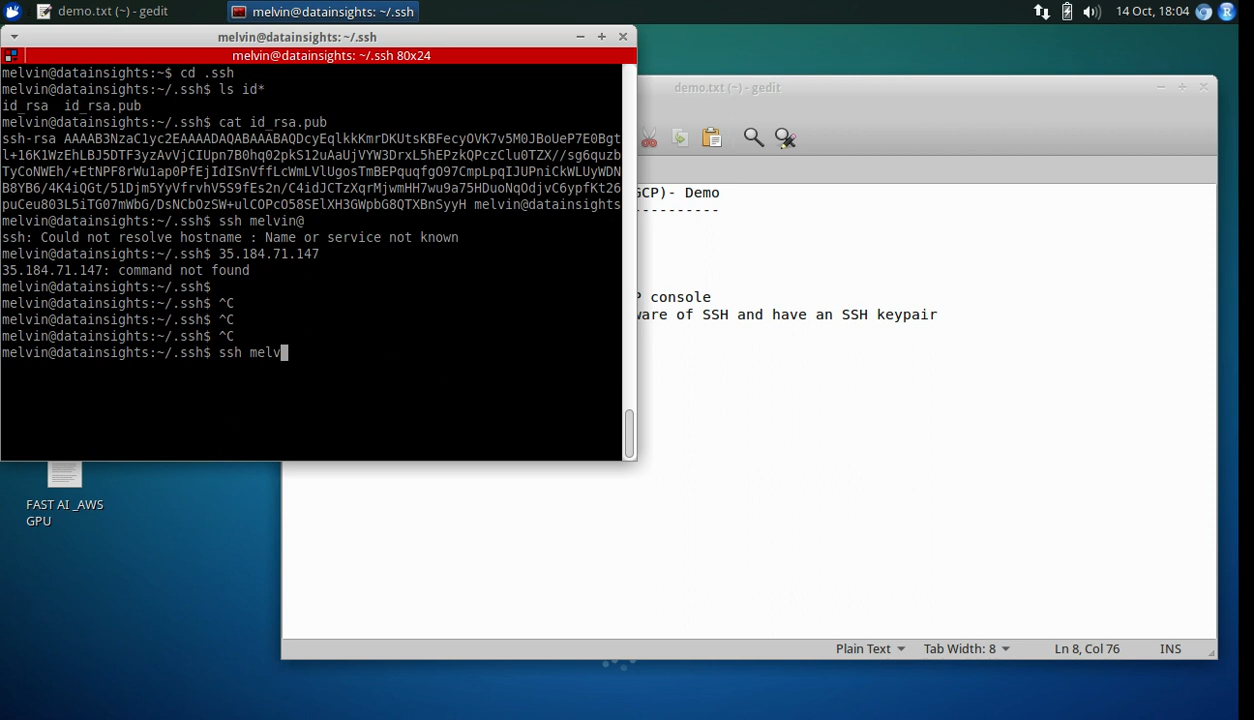 demo.txt (~) - gedit
melvin@datainsights: ~/.ssh
14 Oct, 18:04
melvin@datainsights: ~/.ssh
melvin@datainsights: ~/.ssh 80x24
melvin@datainsights:~$ cd .ssh
melvin@datainsights:~/.ssh$ ls id*
id_rsa  id_rsa.pub
melvin@datainsights:~/.ssh$ cat id_rsa.pub
ssh-rsa AAAAB3NzaC1yc2EAAAADAQABAAABAQDcyEqlkkKmrDKUtsKBFecyOVK7v5M0JBoUeP7E0Bgt
l+16K1WzEhLBJ5DTF3yzAvVjCIUpn7B0hq02pkS12uAaUjVYW3DrxL5hEPzkQPczClu0TZX//sg6quzb
TyCoNWEh/+EtNPF8rWu1ap0PfEjIdISnVffLcWmLVlUgosTmBEPquqfgO97CmpLpqIJUPniCkWLUyWDN
B8YB6/4K4iQGt/51Djm5YyVfrvhV5S9fEs2n/C4idJCTzXqrMjwmHH7wu9a75HDuoNqOdjvC6ypfKt26
puCeu803L5iTG07mWbG/DsNCbOzSW+ulCOPcO58SElXH3GWpbG8QTXBnSyyH melvin@datainsights
melvin@datainsights:~/.ssh$ ssh melvin@
ssh: Could not resolve hostname : Name or service not known
melvin@datainsights:~/.ssh$ 35.184.71.147
35.184.71.147: command not found
melvin@datainsights:~/.ssh$
melvin@datainsights:~/.ssh$ ^C
melvin@datainsights:~/.ssh$ ^C
melvin@datainsights:~/.ssh$ ^C
melvin@datainsights:~/.ssh$ ssh melv
demo.txt (~) - gedit
GCP)- Demo
----------
P console
ware of SSH and have an SSH keypair
FAST AI _AWS
GPU
Plain Text
Tab Width: 8
Ln 8, Col 76
INS